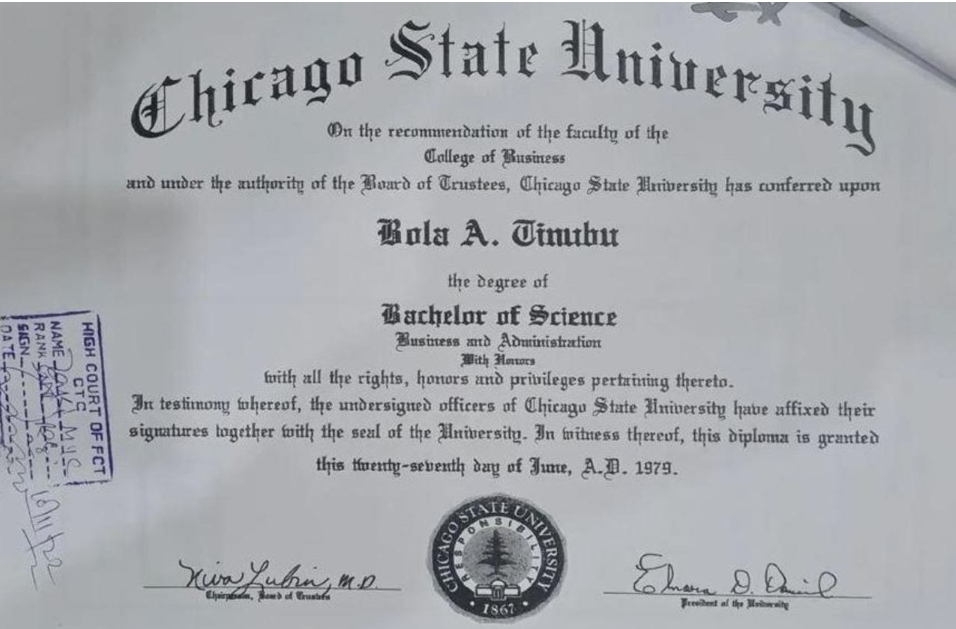 Chicago State University
On the recommendation of the faculty of the
College of Business
and under the authority of the Board of Trustees, Chicago State University has conferred upon
Bola A. Tinubu
the degree of
Bachelor of Science
Business and Administration
With Honors
with all the rights, honors and privileges pertaining thereto.
In testimony whereof, the undersigned officers of Chicago State University have affixed their
signatures together with the seal of the University. In witness thereof, this diploma is granted
this twenty-seventh day of June, A.D. 1979.
HIGH COURT OF FCT
CTC
NAME
RANK
SIGN
DATE
CHICAGO STATE UNIVERSITY
RESPONSIBILITY
1867
Niva Lubin, M.D.
Chairperson, Board of Trustees
President of the University